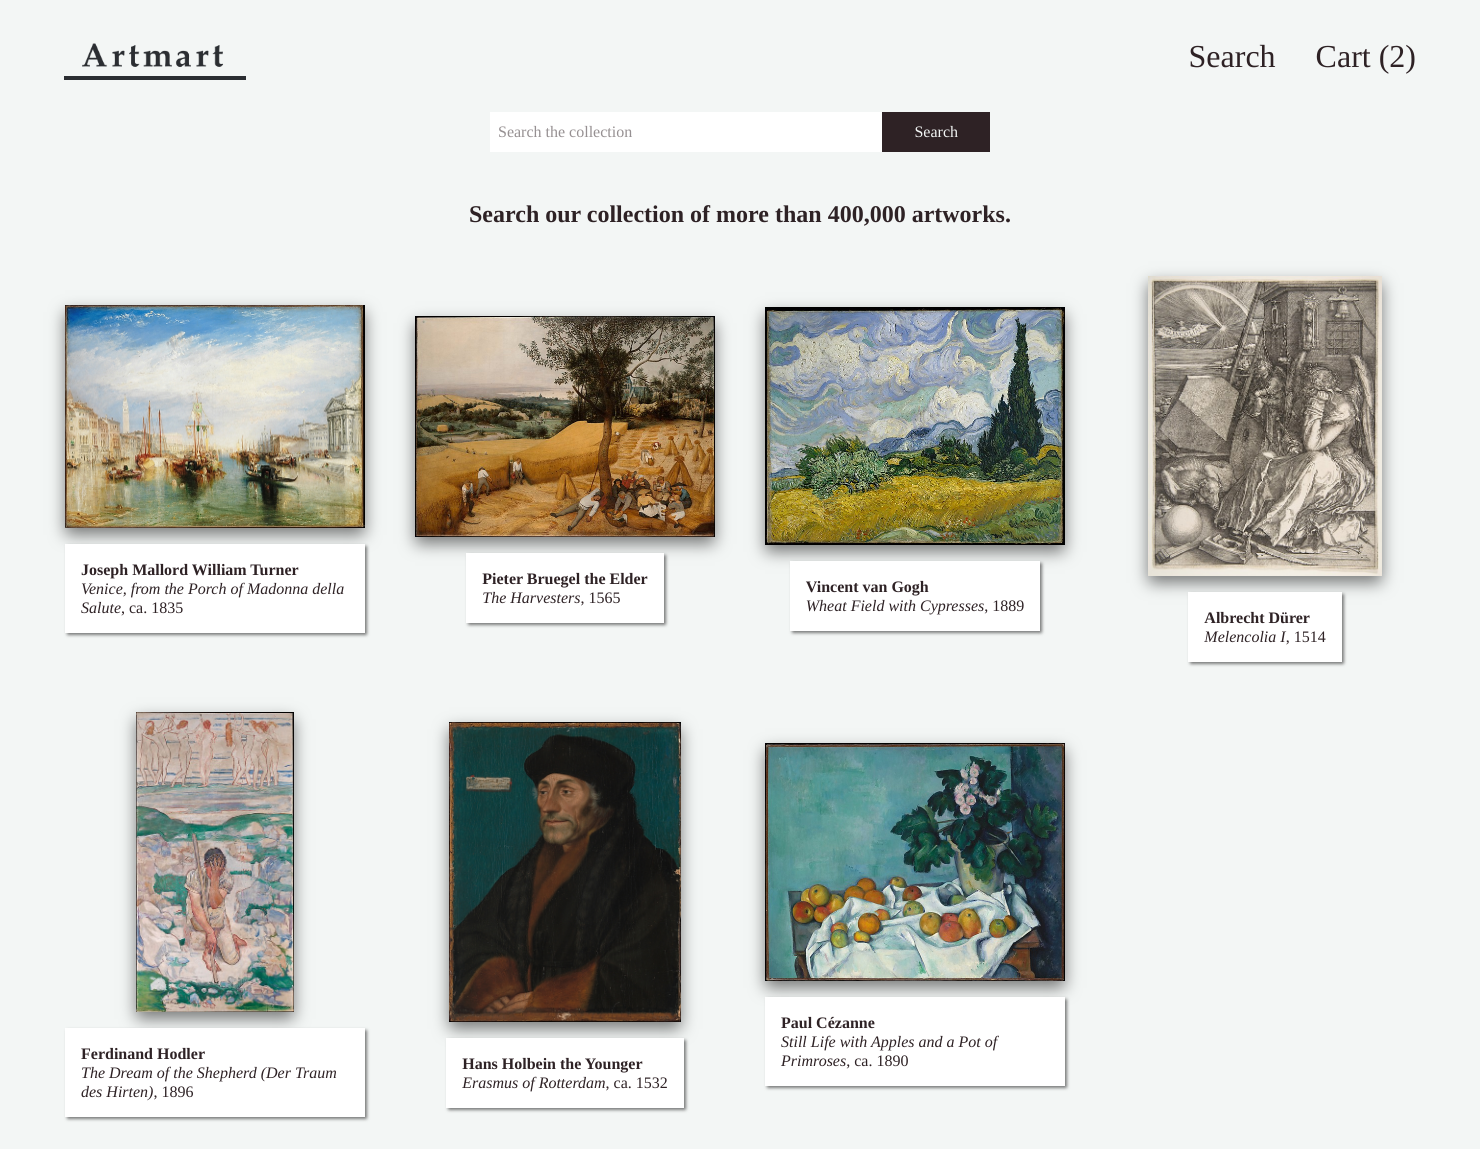 Artmart
Search
Cart (2)
Search the collection
Search
Search our collection of more than 400,000 artworks.
Joseph Mallord William Turner
Venice, from the Porch of Madonna della
Salute, ca. 1835
Pieter Bruegel the Elder
The Harvesters, 1565
Vincent van Gogh
Wheat Field with Cypresses, 1889
Albrecht Dürer
Melencolia I, 1514
Ferdinand Hodler
The Dream of the Shepherd (Der Traum
des Hirten), 1896
Hans Holbein the Younger
Erasmus of Rotterdam, ca. 1532
Paul Cézanne
Still Life with Apples and a Pot of
Primroses, ca. 1890